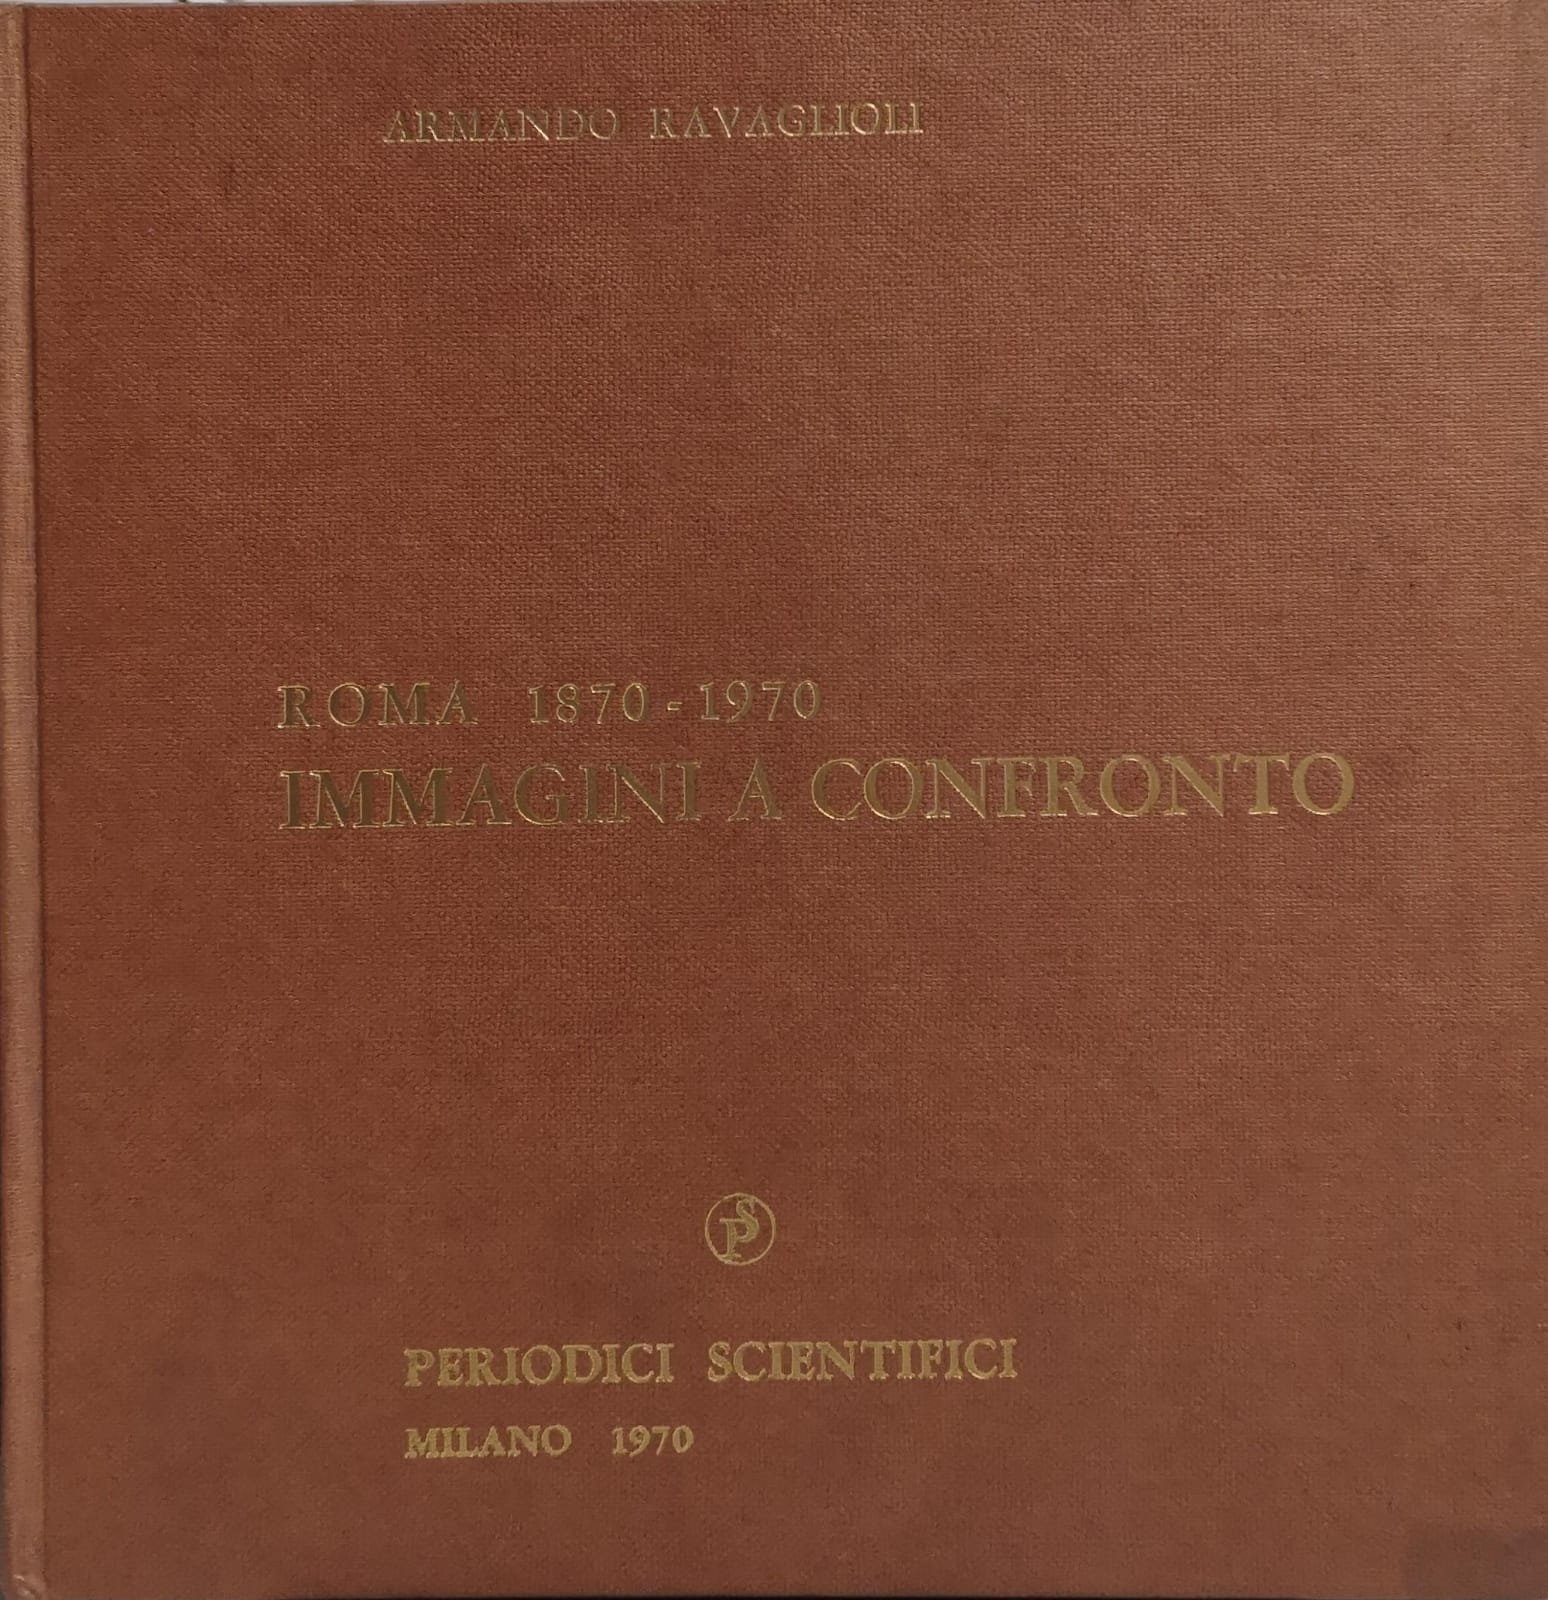 ARMANDO RAVAGLIOLI
ROMA 1870-1970
IMMAGINI A CONFRONTO
PS
PERIODICI SCIENTIFICI
MILANO 1970